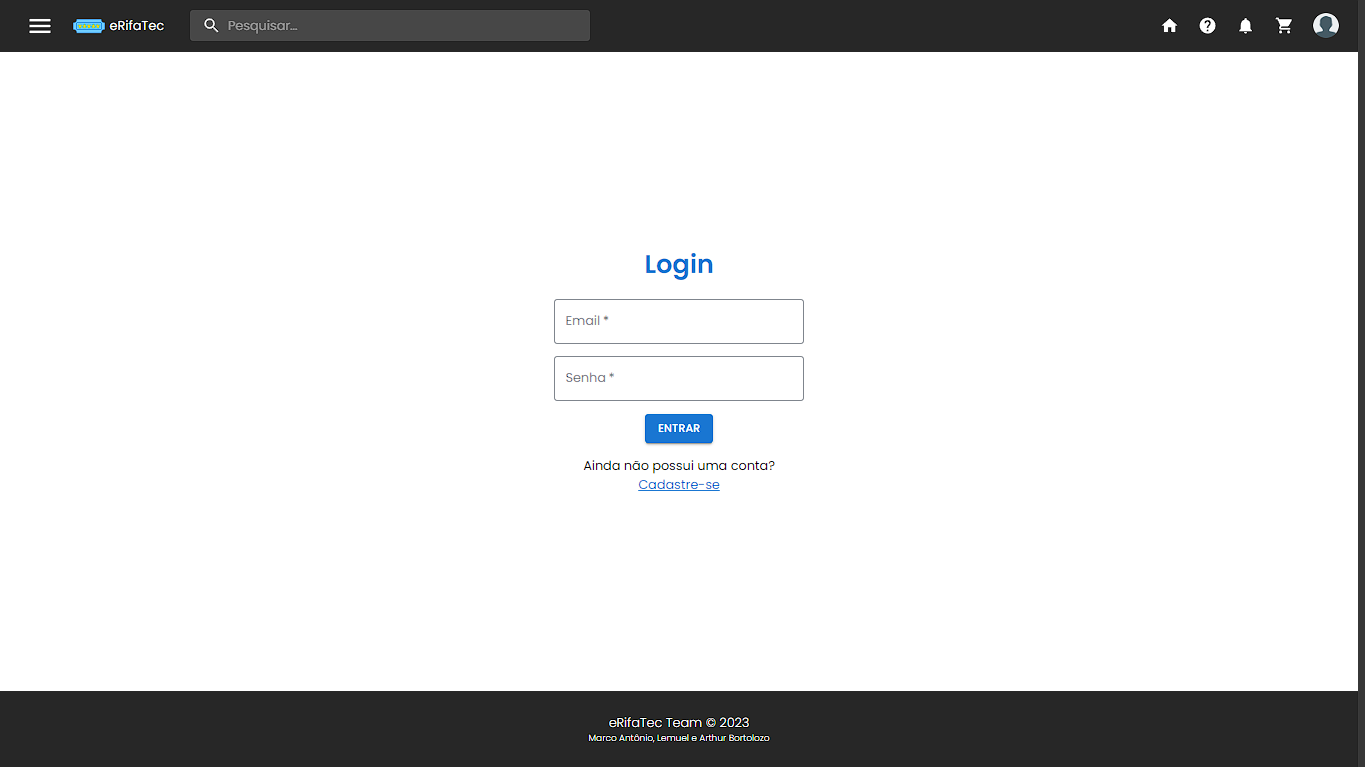 eRifaTec
Pesquisar...
Login
Email *
Senha *
ENTRAR
Ainda não possui uma conta?
Cadastre-se
eRifaTec Team © 2023
Marco Antônio, Lemuel e Arthur Bortolozo